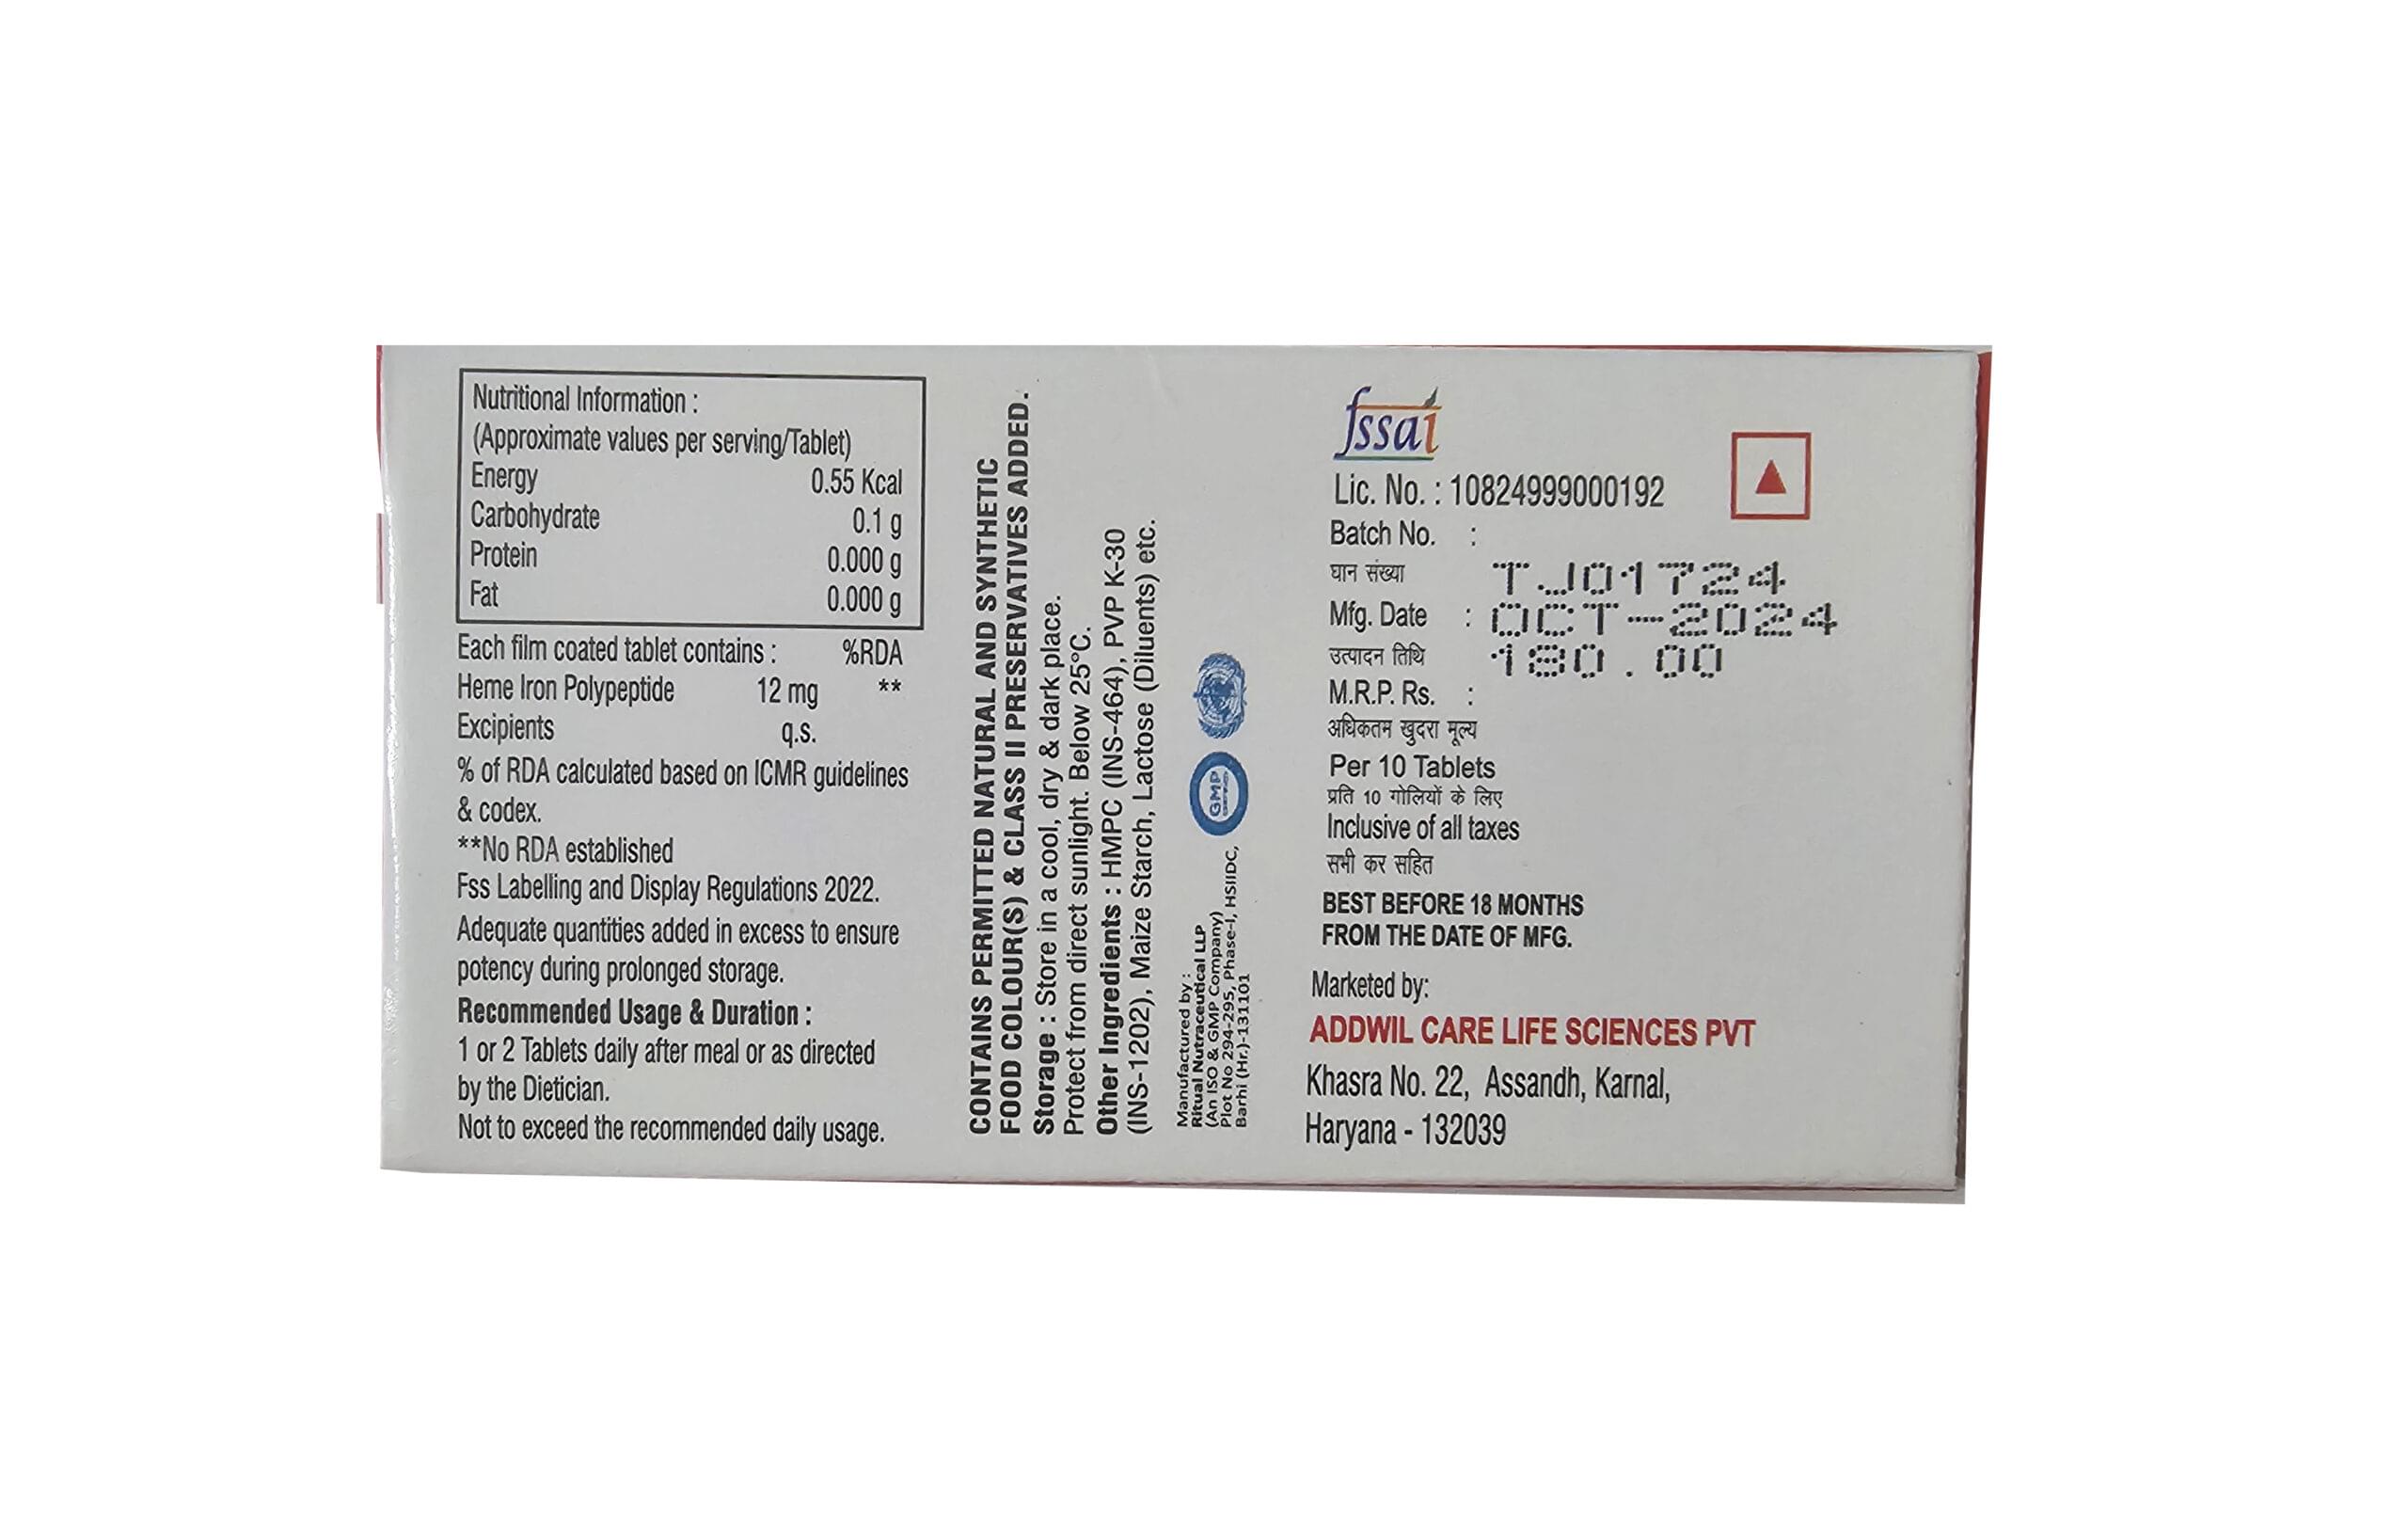 Nutritional Information :
(Approximate values per serving/Tablet)
Energy 0.55 Kcal
Carbohydrate 0.1 g
Protein 0.000 g
Fat 0.000 g
Each film coated tablet contains : %RDA
Heme Iron Polypeptide 12 mg **
Excipients q.s.
% of RDA calculated based on ICMR guidelines
& codex.
**No RDA established
Fss Labelling and Display Regulations 2022.
Adequate quantities added in excess to ensure
potency during prolonged storage.
Recommended Usage & Duration :
1 or 2 Tablets daily after meal or as directed
by the Dietician.
Not to exceed the recommended daily usage.
CONTAINS PERMITTED NATURAL AND SYNTHETIC
FOOD COLOUR(S) & CLASS II PRESERVATIVES ADDED.
Storage : Store in a cool, dry & dark place.
Protect from direct sunlight. Below 25°C.
Other Ingredients : HMPC (INS-464), PVP K-30
(INS-1202), Maize Starch, Lactose (Diluents) etc.
Manufactured by :
Ritual Nutraceutical LLP
(An ISO & GMP Company)
Plot No.294-295, Phase-I, HSIIDC,
Barhi (Hr.)-131101
GMP
fssai
Lic. No. : 10824999000192
Batch No. :
घान संख्या TJ01724
Mfg. Date : OCT-2024
उत्पादन तिथि 180.00
M.R.P. Rs. :
अधिकतम खुदरा मूल्य
Per 10 Tablets
प्रति 10 गोलियों के लिए
Inclusive of all taxes
सभी कर सहित
BEST BEFORE 18 MONTHS
FROM THE DATE OF MFG.
Marketed by:
ADDWIL CARE LIFE SCIENCES PVT
Khasra No. 22, Assandh, Karnal,
Haryana - 132039